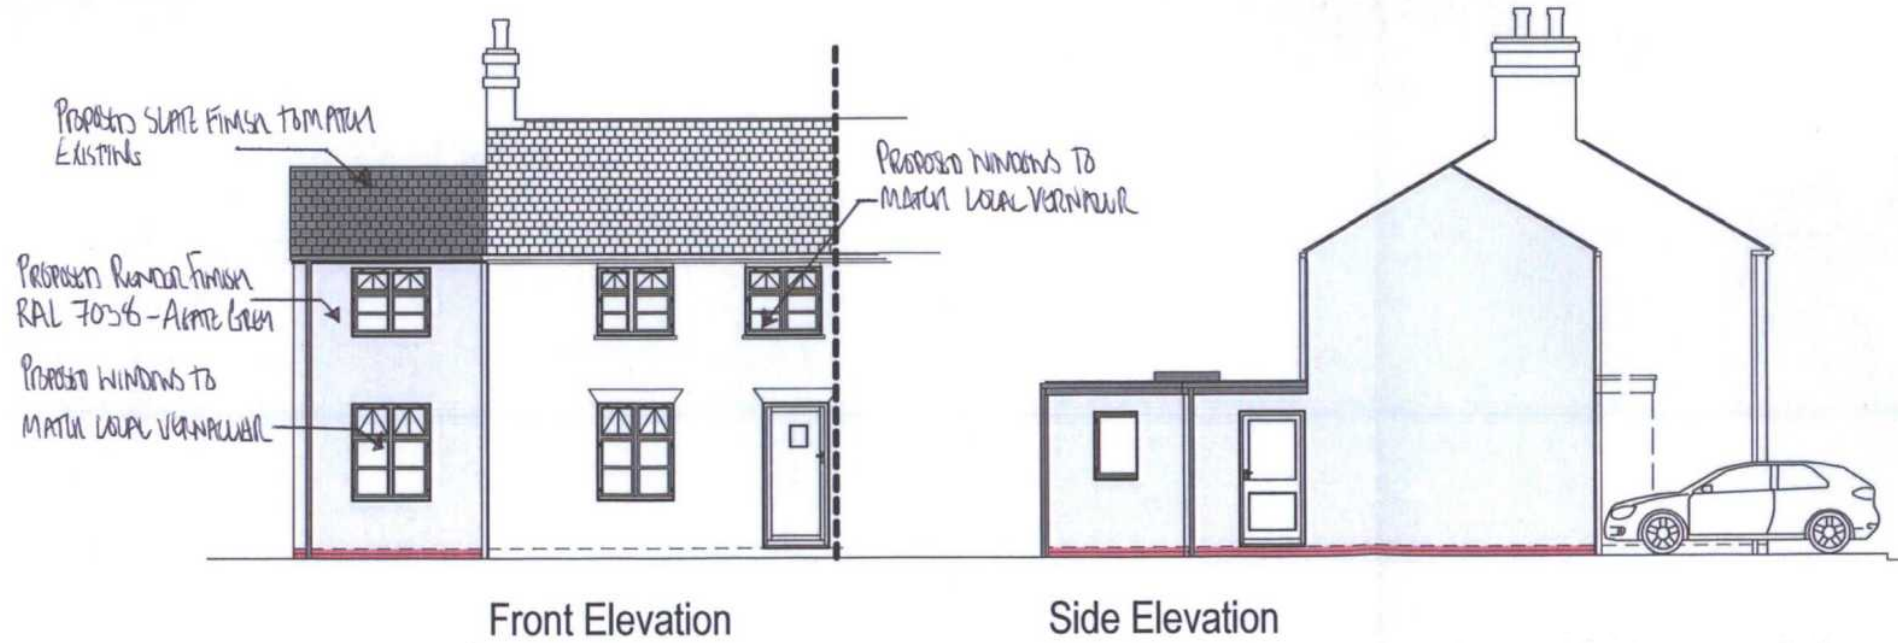 PROPOSED SLATE FINISH TO MATCH
EXISTING
PROPOSED WINDOWS TO
MATCH LOCAL VERNACULAR
PROPOSED RENDER FINISH
RAL 7038 - AGATE GREY
PROPOSED WINDOWS TO
MATCH LOCAL VERNACULAR
Front Elevation
Side Elevation